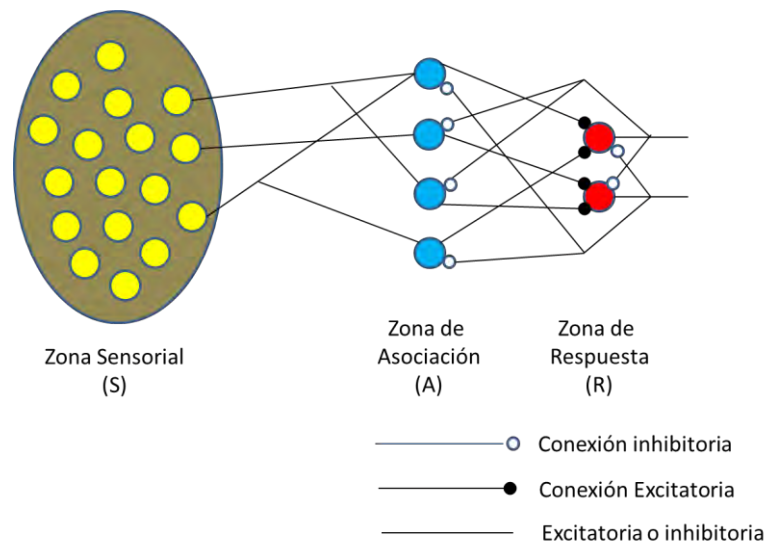 Zona Sensorial
(S)
Zona de
Asociación
(A)
Zona de
Respuesta
(R)
Conexión inhibitoria
Conexión Excitatoria
Excitatoria o inhibitoria